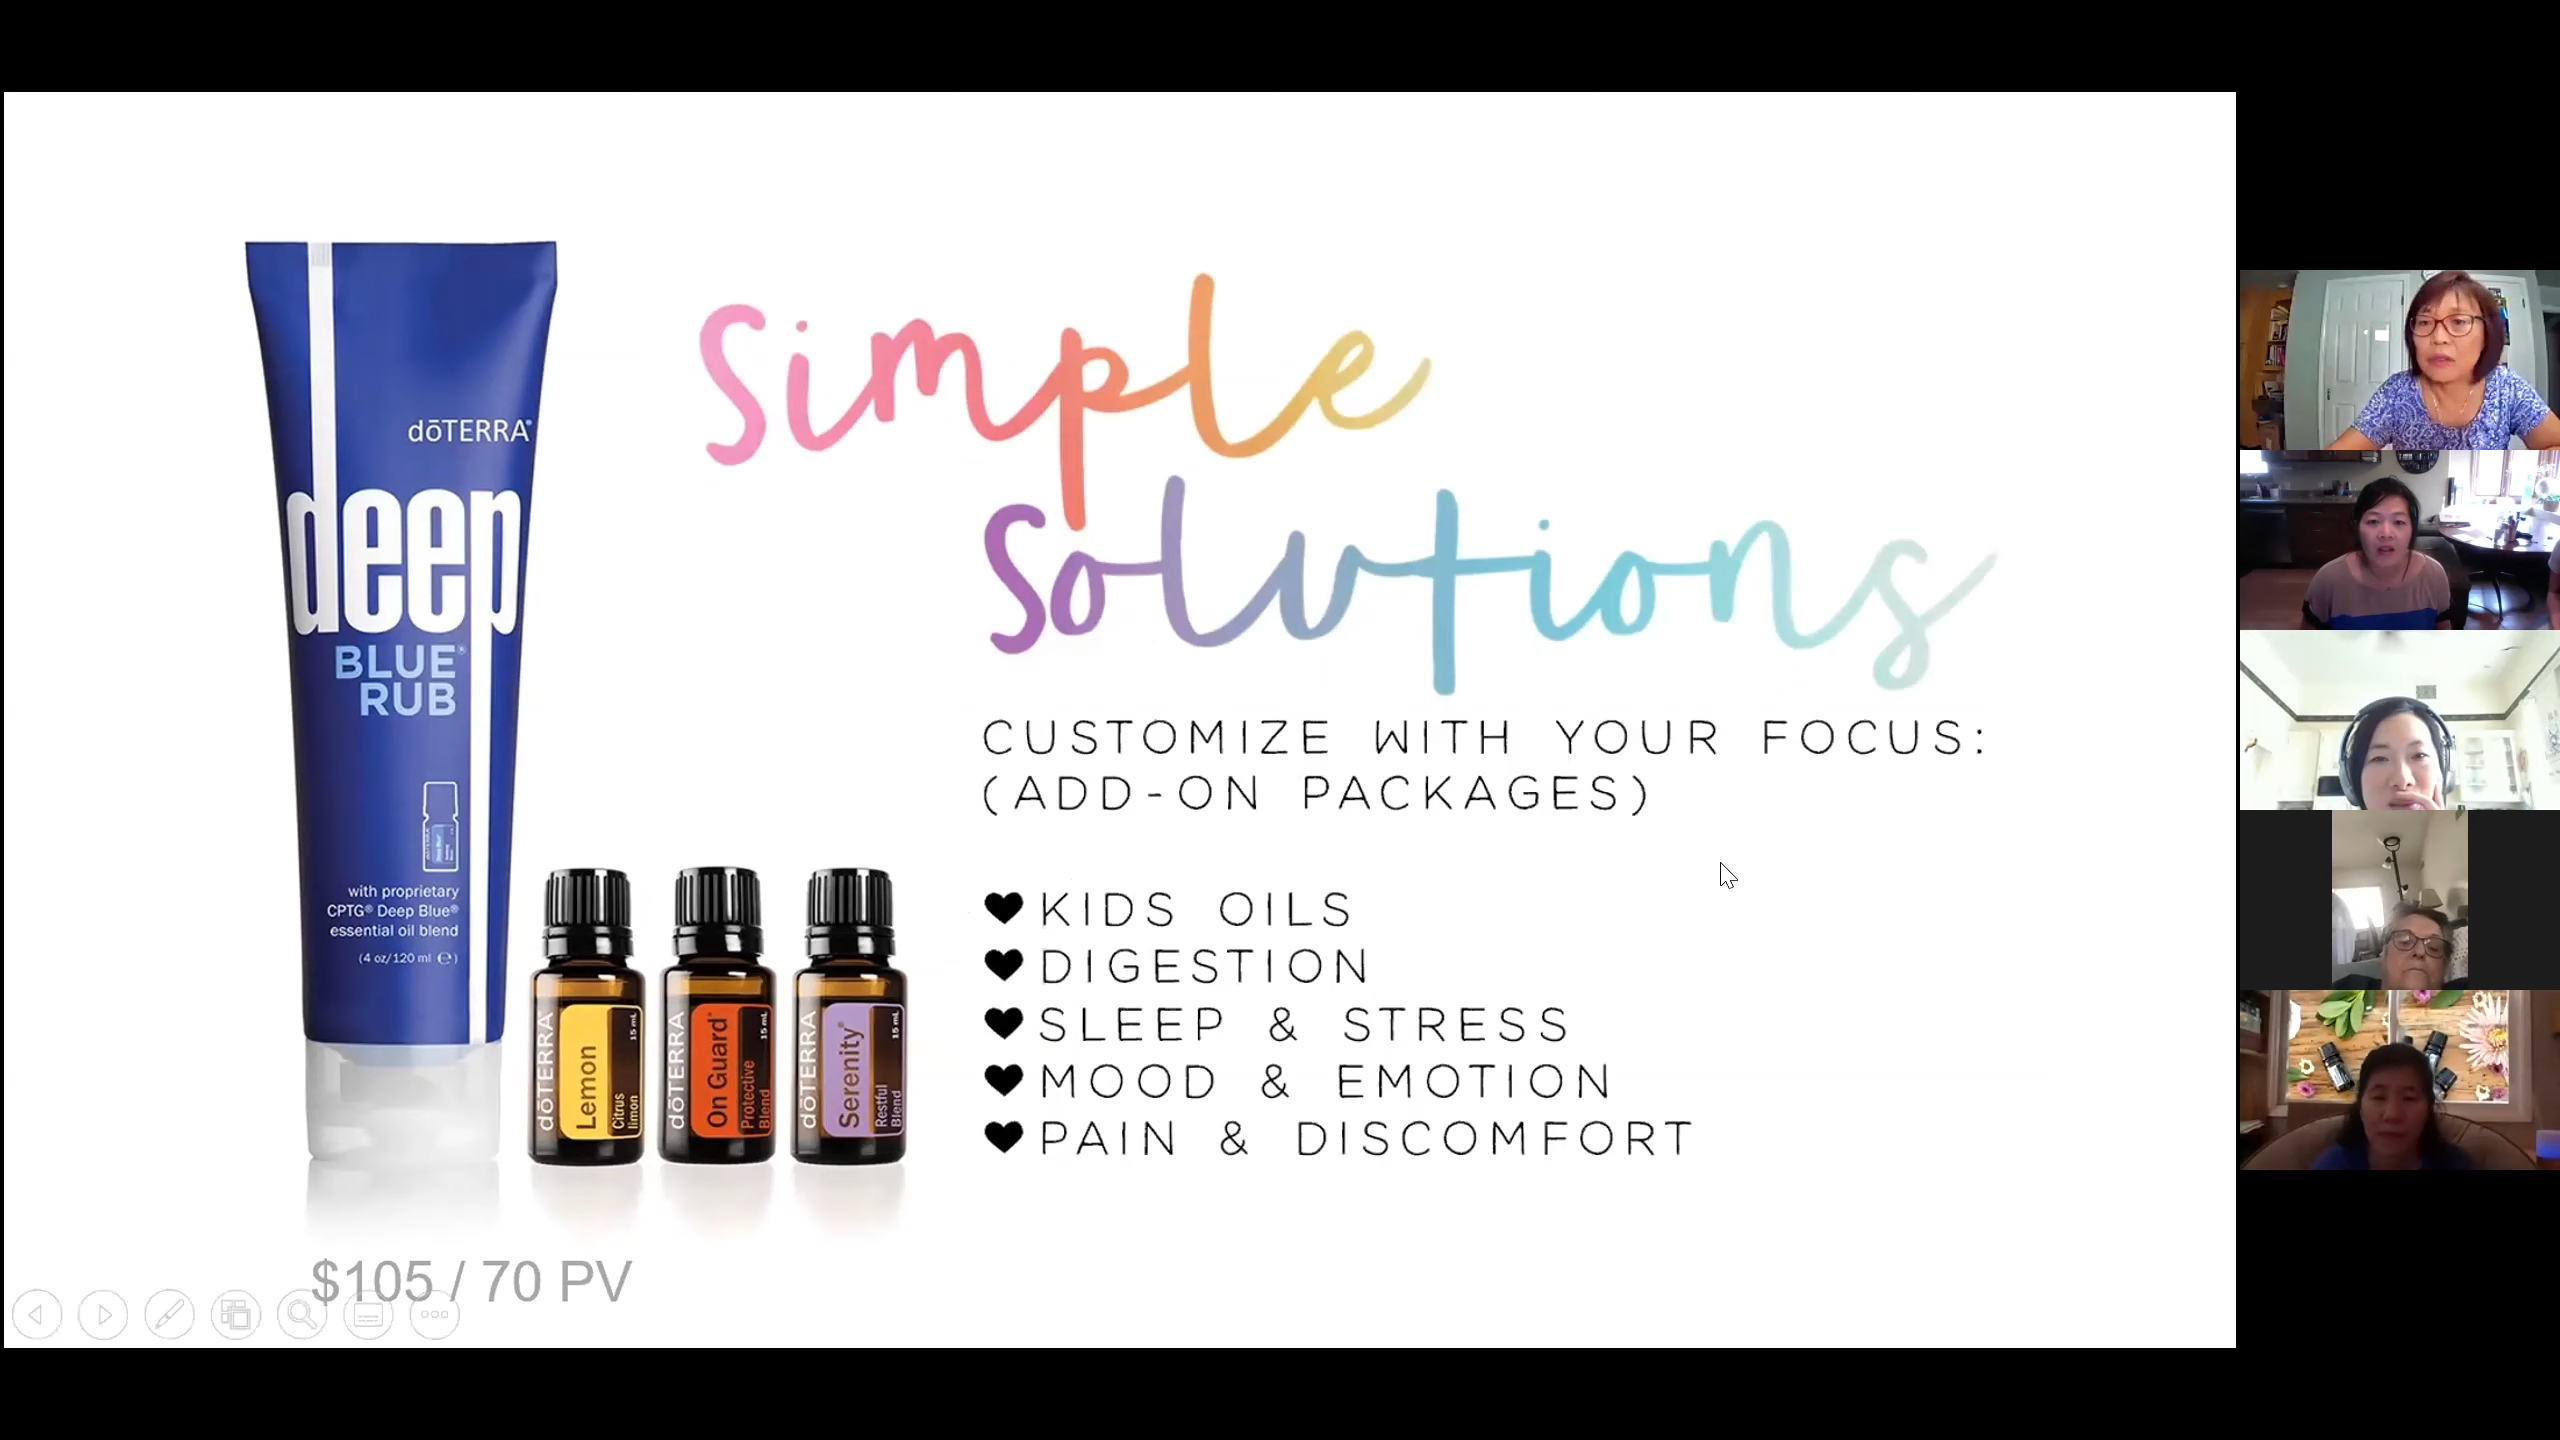 Simple
Solutions
CUSTOMIZE WITH YOUR FOCUS:
(ADD-ON PACKAGES)
KIDS OILS
DIGESTION
SLEEP & STRESS
MOOD & EMOTION
PAIN & DISCOMFORT
dōTERRA®
deep
BLUE®
RUB
with proprietary
CPTG® Deep Blue®
essential oil blend
(4 oz/120 ml ℮)
dōTERRA
Lemon
Citrus
limon
15 mL
dōTERRA
On Guard®
Protective
Blend
15 mL
dōTERRA
Serenity®
Restful
Blend
15 mL
$105 / 70 PV